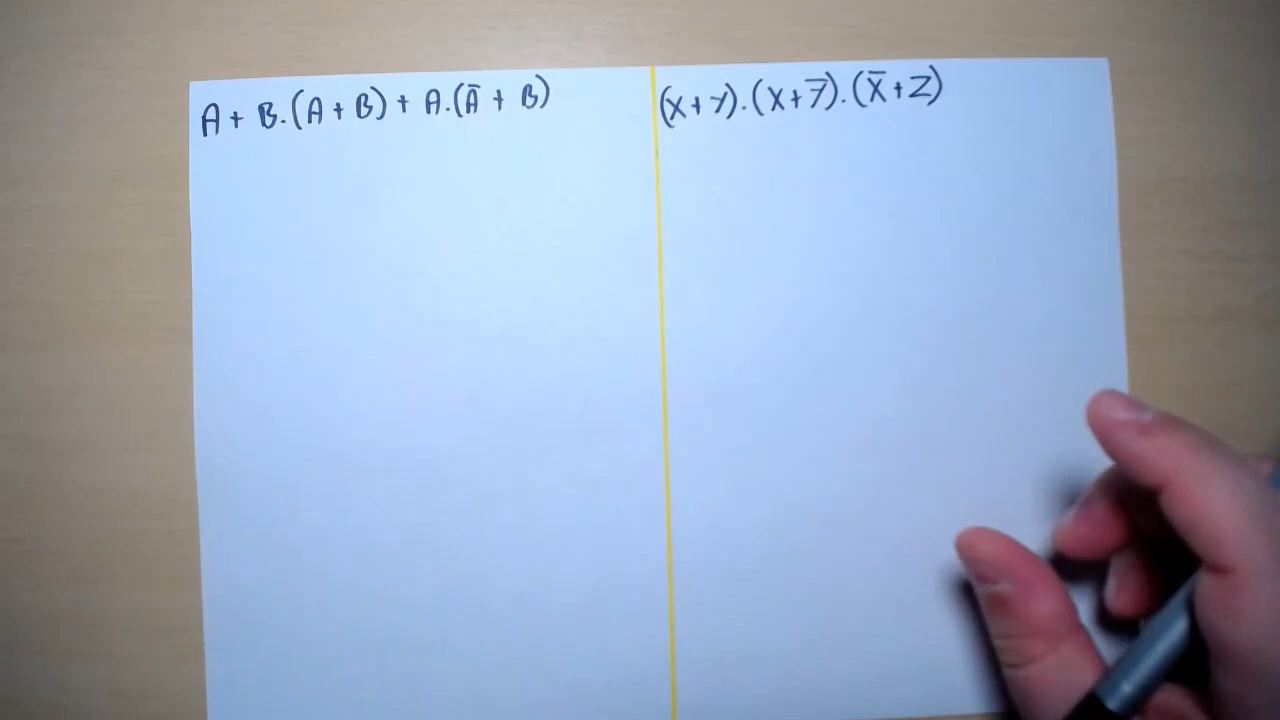 A + B.(A + B) + A.(Ā + B)
(X + Y).(X + Ȳ).(X̄ + Z)